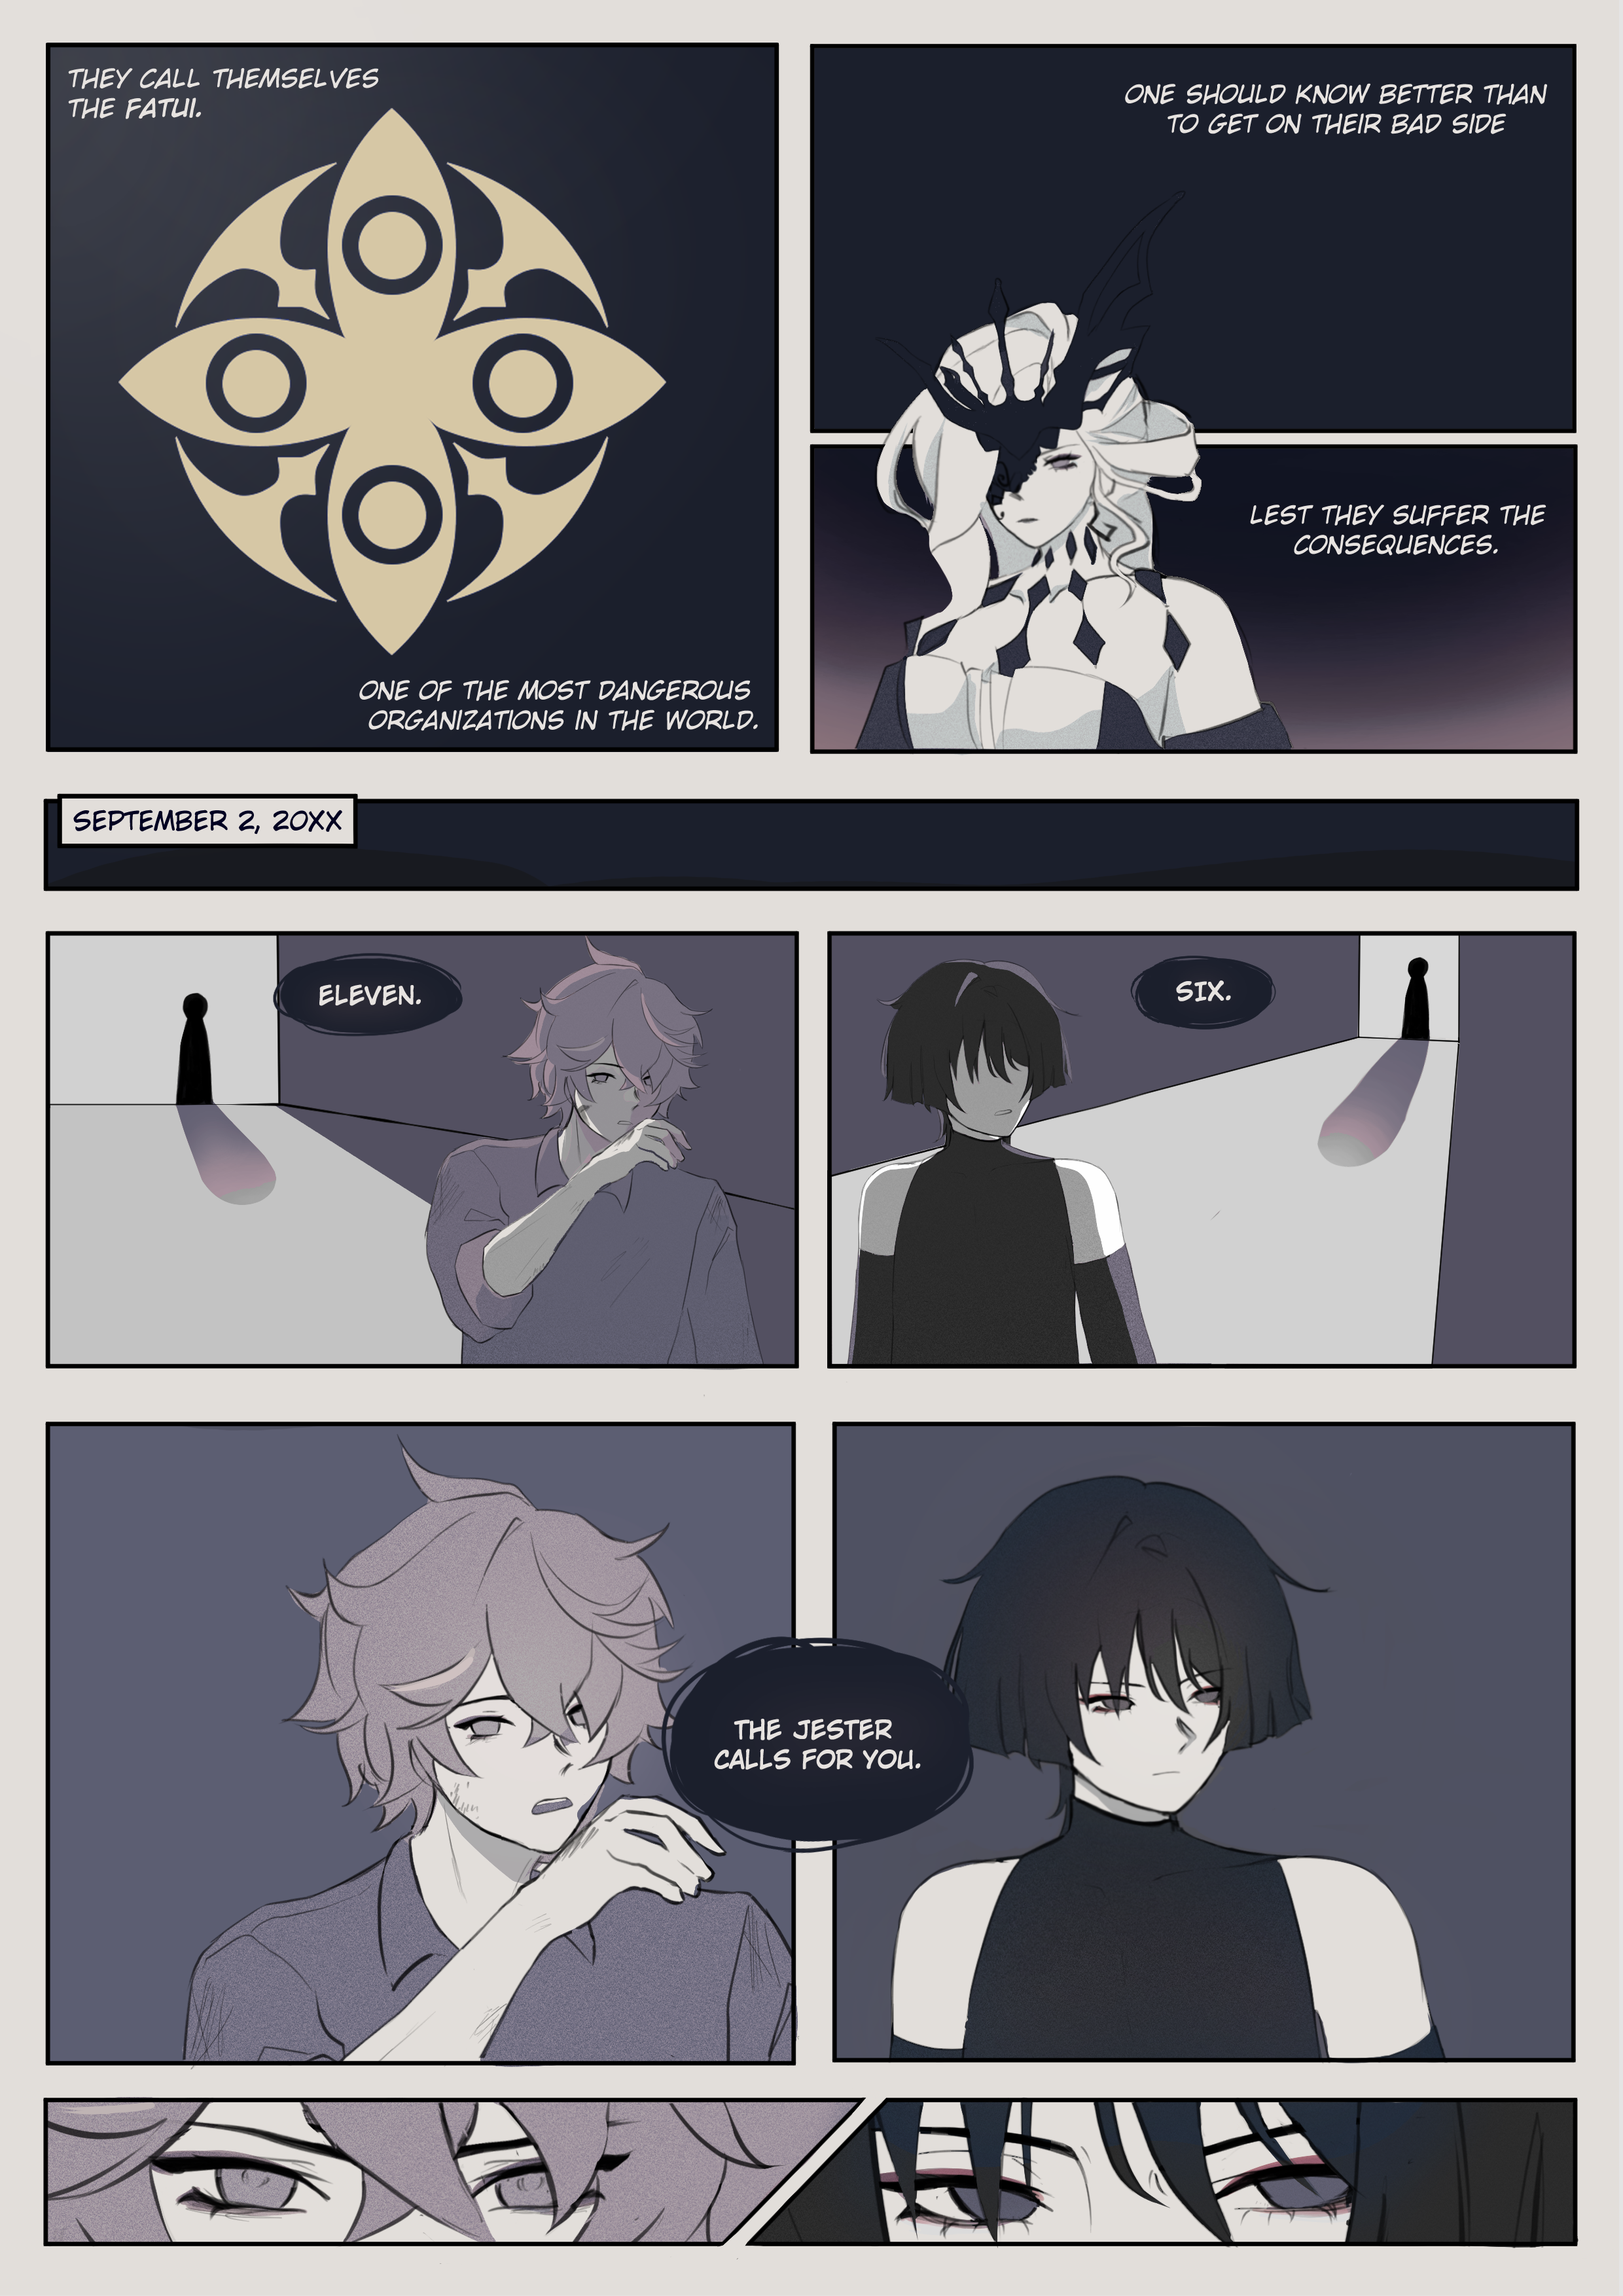 THEY CALL THEMSELVES
THE FATUI.
ONE OF THE MOST DANGEROUS
ORGANIZATIONS IN THE WORLD.
ONE SHOULD KNOW BETTER THAN
TO GET ON THEIR BAD SIDE
LEST THEY SUFFER THE
CONSEQUENCES.
SEPTEMBER 2, 20XX
ELEVEN.
SIX.
THE JESTER
CALLS FOR YOU.